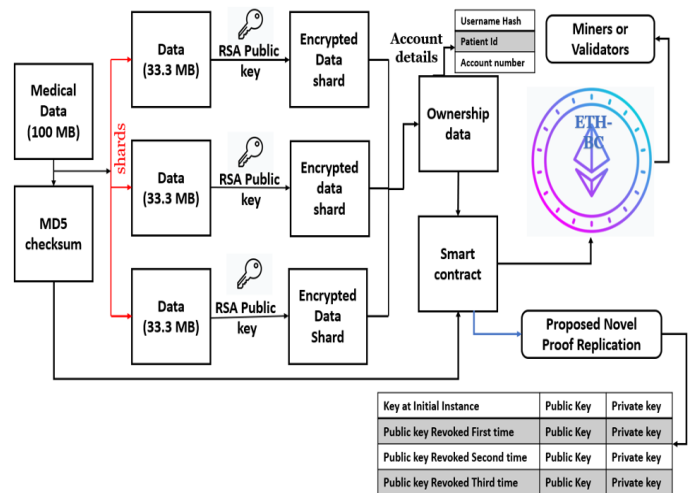 Medical
Data
(100 MB)
MD5
checksum
shards
Data
(33.3 MB)
RSA Public
key
Encrypted
Data
shard
Data
(33.3 MB)
RSA Public
key
Encrypted
data
shard
Data
(33.3 MB)
RSA Public
key
Encrypted
Data
Shard
Account
details
Username Hash
Patient Id
Account number
Ownership
data
Smart
contract
Miners or
Validators
ETH-
BC
Proposed Novel
Proof Replication
Key at Initial Instance Public Key Private key
Public key Revoked First time Public Key Private key
Public key Revoked Second time Public Key Private key
Public key Revoked Third time Public Key Private key